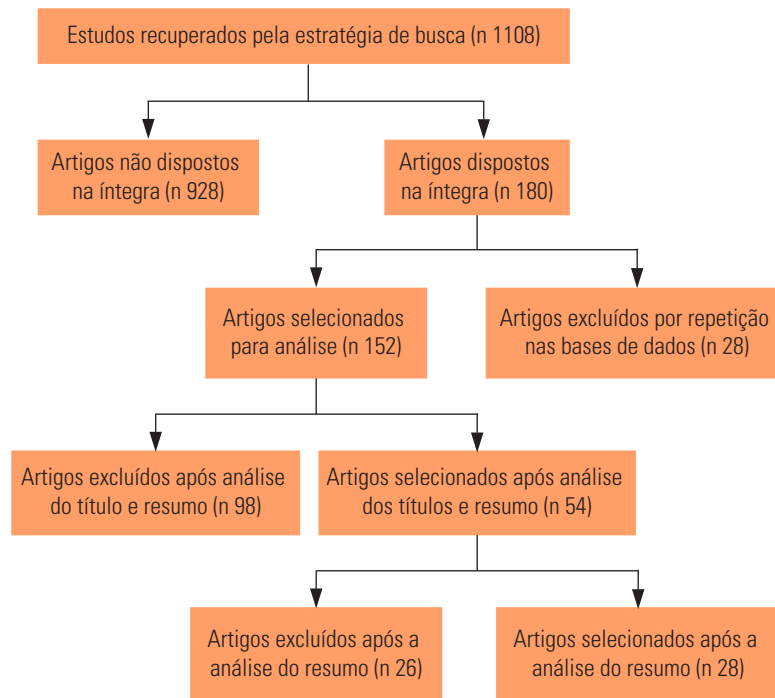 Estudos recuperados pela estratégia de busca (n 1108)
Artigos não dispostos
na íntegra (n 928)
Artigos dispostos
na íntegra (n 180)
Artigos selecionados
para análise (n 152)
Artigos excluídos por repetição
nas bases de dados (n 28)
Artigos excluídos após análise
do título e resumo (n 98)
Artigos selecionados após análise
dos títulos e resumo (n 54)
Artigos excluídos após a
análise do resumo (n 26)
Artigos selecionados após a
análise do resumo (n 28)